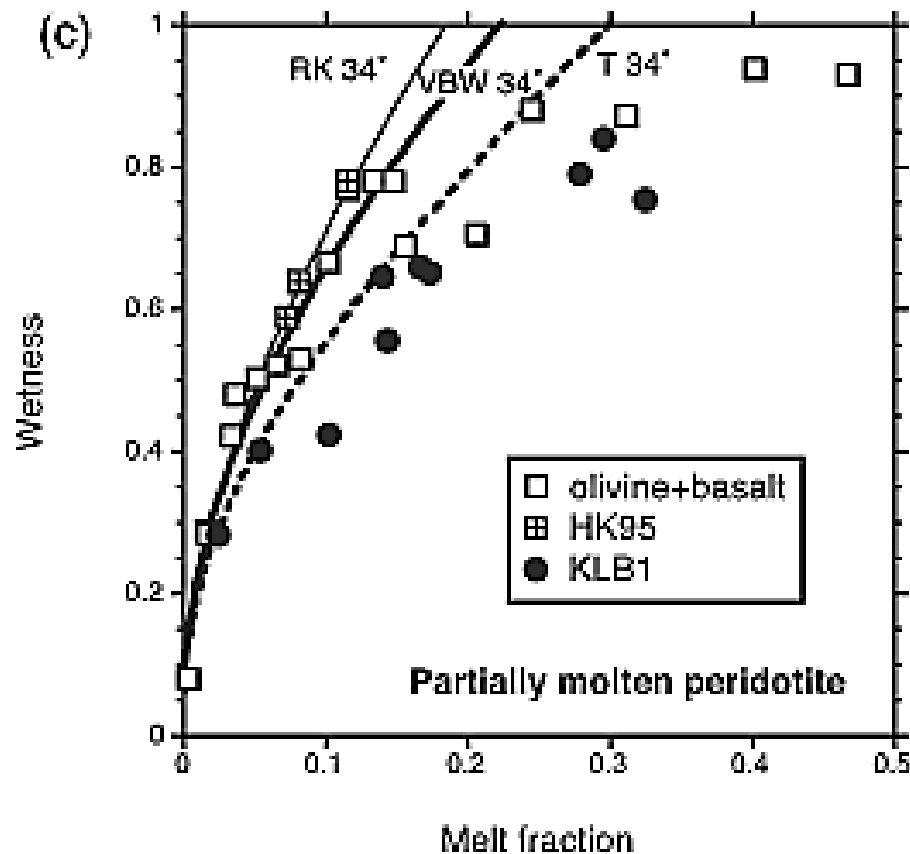 (c)
1
RK 34°
VBW 34°
T 34°
0.8
0.6
Wetness
0.4
olivine+basalt
HK95
KLB1
0.2
Partially molten peridotite
0
0 0.1 0.2 0.3 0.4 0.5
Melt fraction